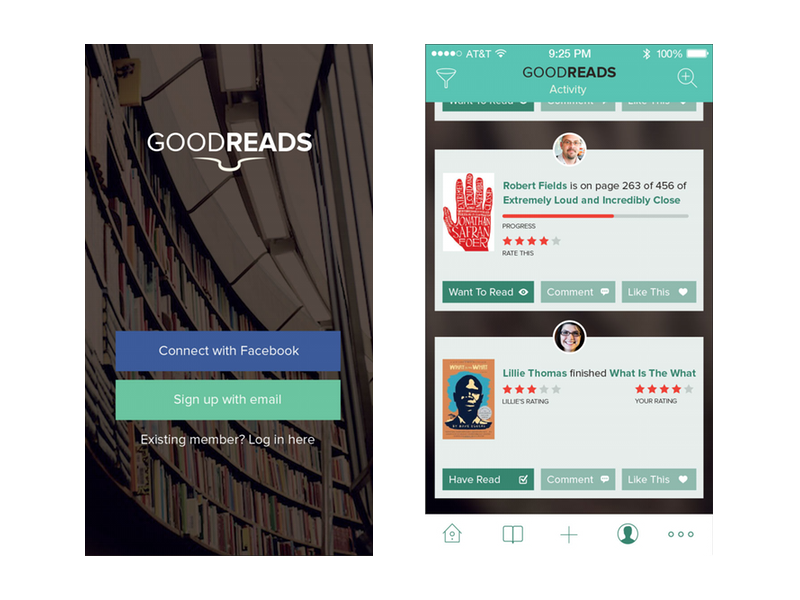 GOODREADS
Connect with Facebook
Sign up with email
Existing member? Log in here
AT&T 9:25 PM 100%
GOODREADS
Activity
Want To Read Comment Like This
Robert Fields is on page 263 of 456 of
Extremely Loud and Incredibly Close
PROGRESS
RATE THIS
JONATHAN
SAFRAN
FOER
Want To Read Comment Like This
Lillie Thomas finished What Is The What
LILLIE'S RATING YOUR RATING
WHAT IS THE WHAT
BY DAVE EGGERS
Have Read Comment Like This